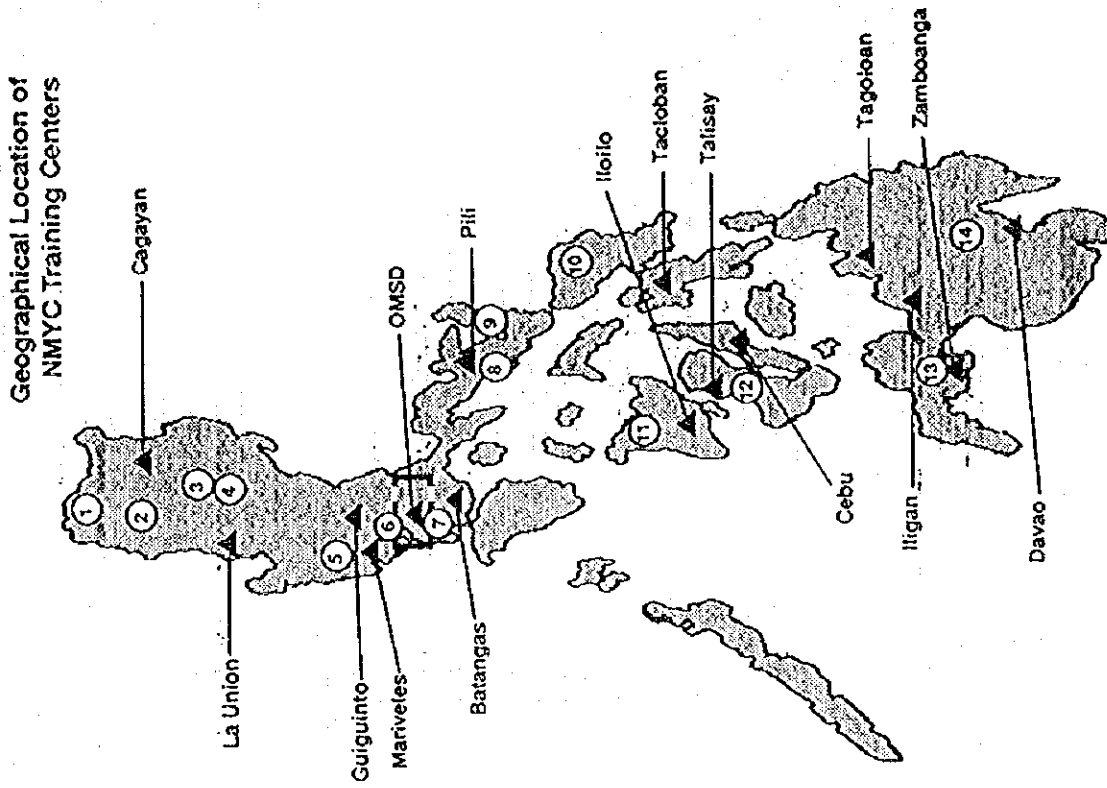 Geographical Location of
NMYC Training Centers
Cagayan
La Union
Guiguinto
Mariveles
OMSD
Batangas
Pili
Iloilo
Tacloban
Talisay
Cebu
Tagoloan
Iligan
Zamboanga
Davao
1
2
3
4
5
6
7
8
9
10
11
12
13
14